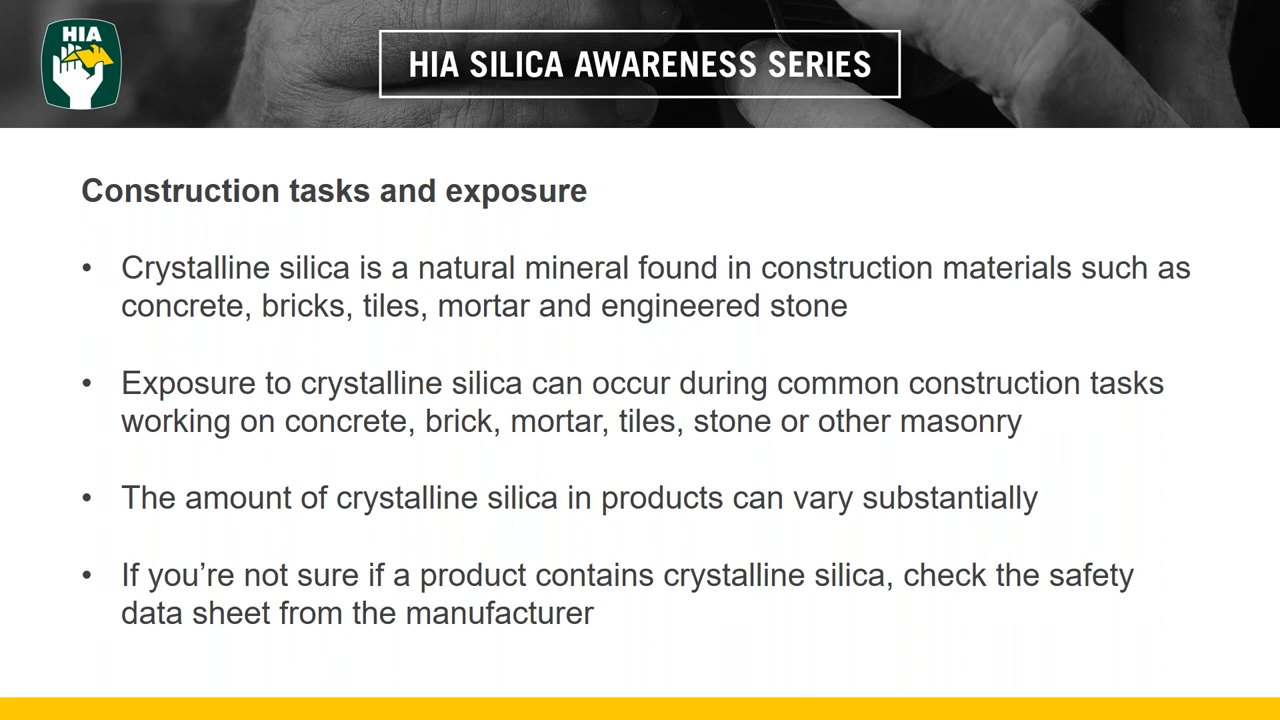 HIA
HIA SILICA AWARENESS SERIES
Construction tasks and exposure
• Crystalline silica is a natural mineral found in construction materials such as
concrete, bricks, tiles, mortar and engineered stone
• Exposure to crystalline silica can occur during common construction tasks
working on concrete, brick, mortar, tiles, stone or other masonry
• The amount of crystalline silica in products can vary substantially
• If you’re not sure if a product contains crystalline silica, check the safety
data sheet from the manufacturer